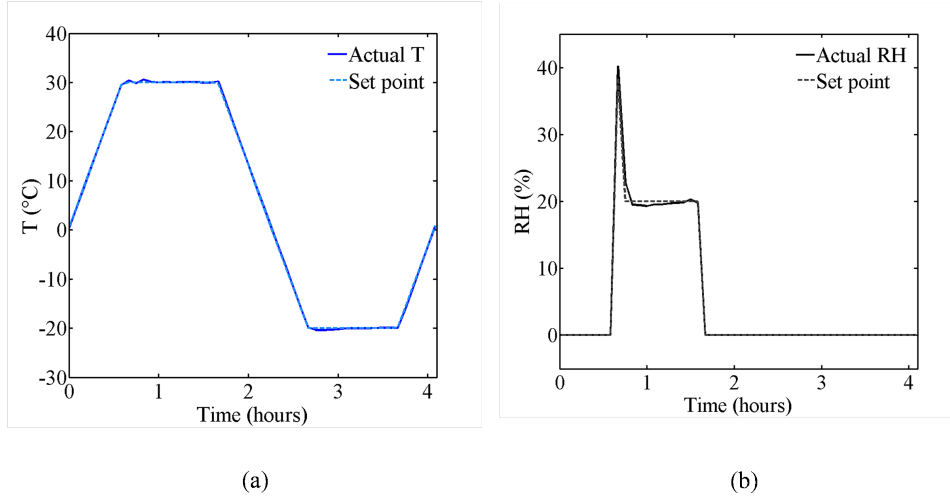 40
30
20
10
0
-10
-20
-30
T (°C)
Actual T
Set point
0
1
2
3
4
Time (hours)
(a)
40
30
20
10
0
RH (%)
Actual RH
Set point
0
1
2
3
4
Time (hours)
(b)